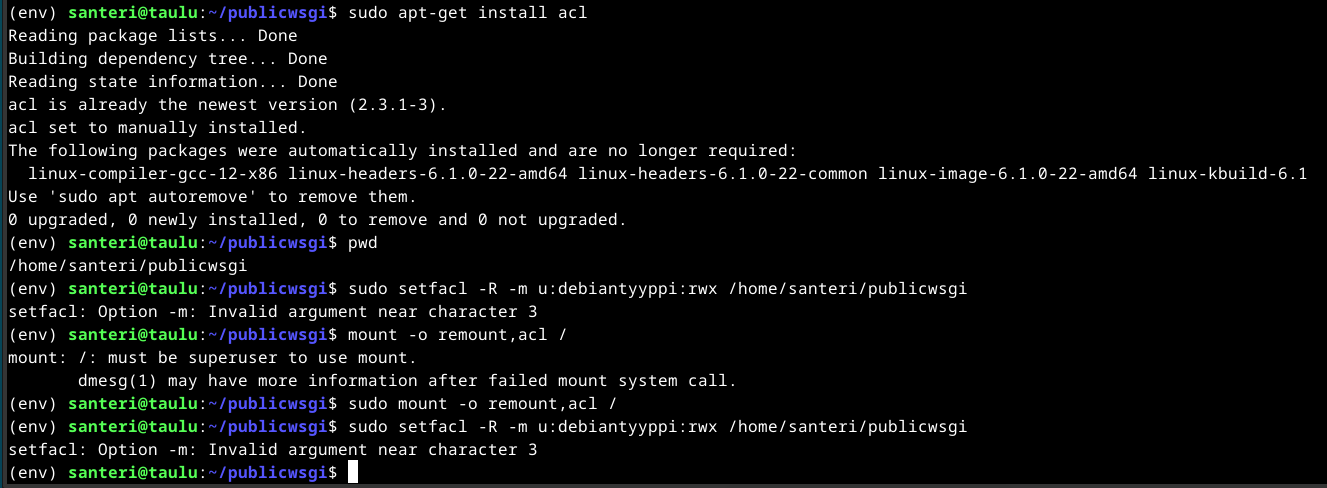 (env) santeri@taulu:~/publicwsgi$ sudo apt-get install acl
Reading package lists... Done
Building dependency tree... Done
Reading state information... Done
acl is already the newest version (2.3.1-3).
acl set to manually installed.
The following packages were automatically installed and are no longer required:
  linux-compiler-gcc-12-x86 linux-headers-6.1.0-22-amd64 linux-headers-6.1.0-22-common linux-image-6.1.0-22-amd64 linux-kbuild-6.1
Use 'sudo apt autoremove' to remove them.
0 upgraded, 0 newly installed, 0 to remove and 0 not upgraded.
(env) santeri@taulu:~/publicwsgi$ pwd
/home/santeri/publicwsgi
(env) santeri@taulu:~/publicwsgi$ sudo setfacl -R -m u:debiantyyppi:rwx /home/santeri/publicwsgi
setfacl: Option -m: Invalid argument near character 3
(env) santeri@taulu:~/publicwsgi$ mount -o remount,acl /
mount: /: must be superuser to use mount.
       dmesg(1) may have more information after failed mount system call.
(env) santeri@taulu:~/publicwsgi$ sudo mount -o remount,acl /
(env) santeri@taulu:~/publicwsgi$ sudo setfacl -R -m u:debiantyyppi:rwx /home/santeri/publicwsgi
setfacl: Option -m: Invalid argument near character 3
(env) santeri@taulu:~/publicwsgi$